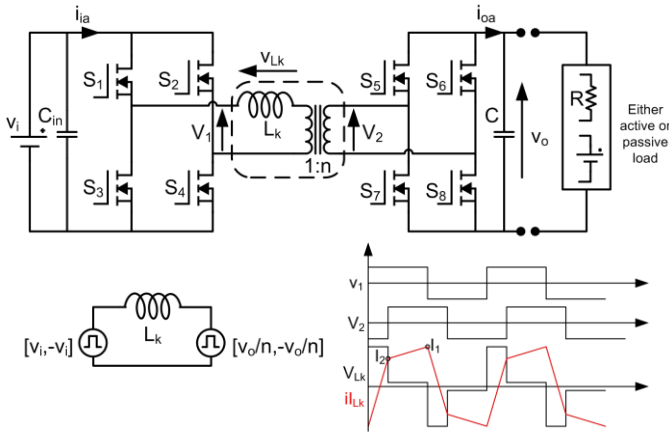 i_ia
i_oa
v_Lk
S_1
S_2
S_5
S_6
v_i
C_in
V_1
L_k
V_2
C
v_o
R
Either
active or
passive
load
1:n
S_3
S_4
S_7
S_8
v_1
V_2
L_k
[v_i,-v_i]
[v_o/n,-v_o/n]
I_2
I_1
V_Lk
iI_Lk